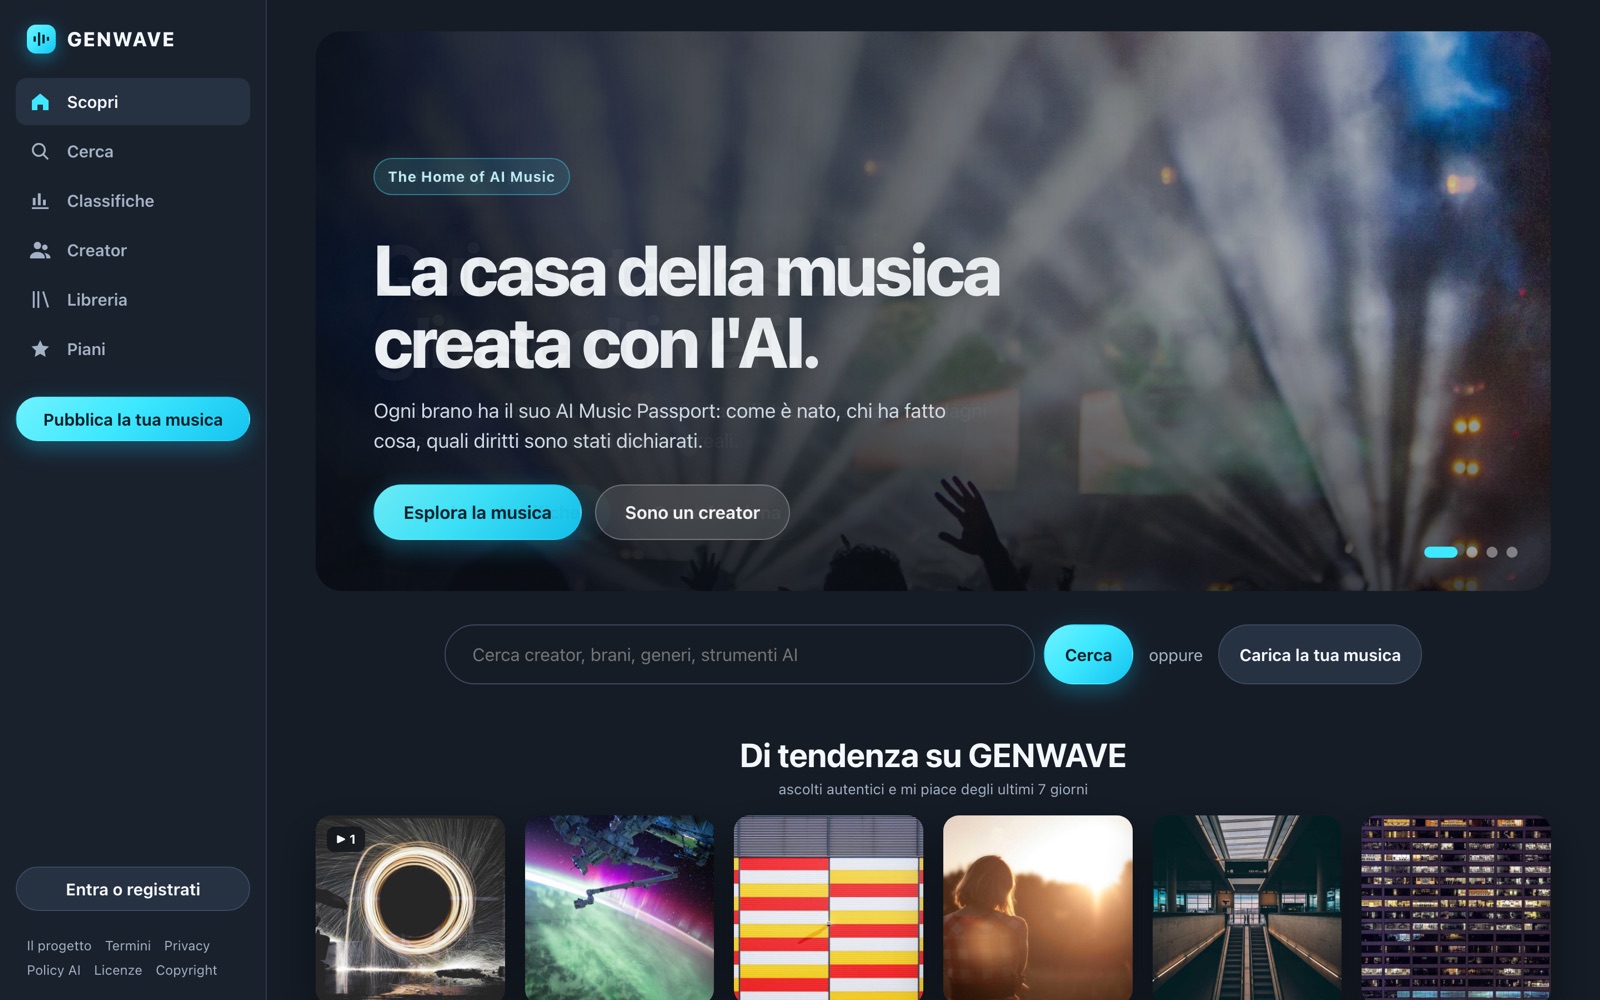 GENWAVE
Scopri
Cerca
Classifiche
Creator
Libreria
Piani
Pubblica la tua musica
Entra o registrati
Il progetto Termini Privacy
Policy AI Licenze Copyright
The Home of AI Music
La casa della musica
creata con l'AI.
Ogni brano ha il suo AI Music Passport: come è nato, chi ha fatto
cosa, quali diritti sono stati dichiarati.
Esplora la musica
Sono un creator
Cerca creator, brani, generi, strumenti AI
Cerca
oppure
Carica la tua musica
Di tendenza su GENWAVE
ascolti autentici e mi piace degli ultimi 7 giorni
1